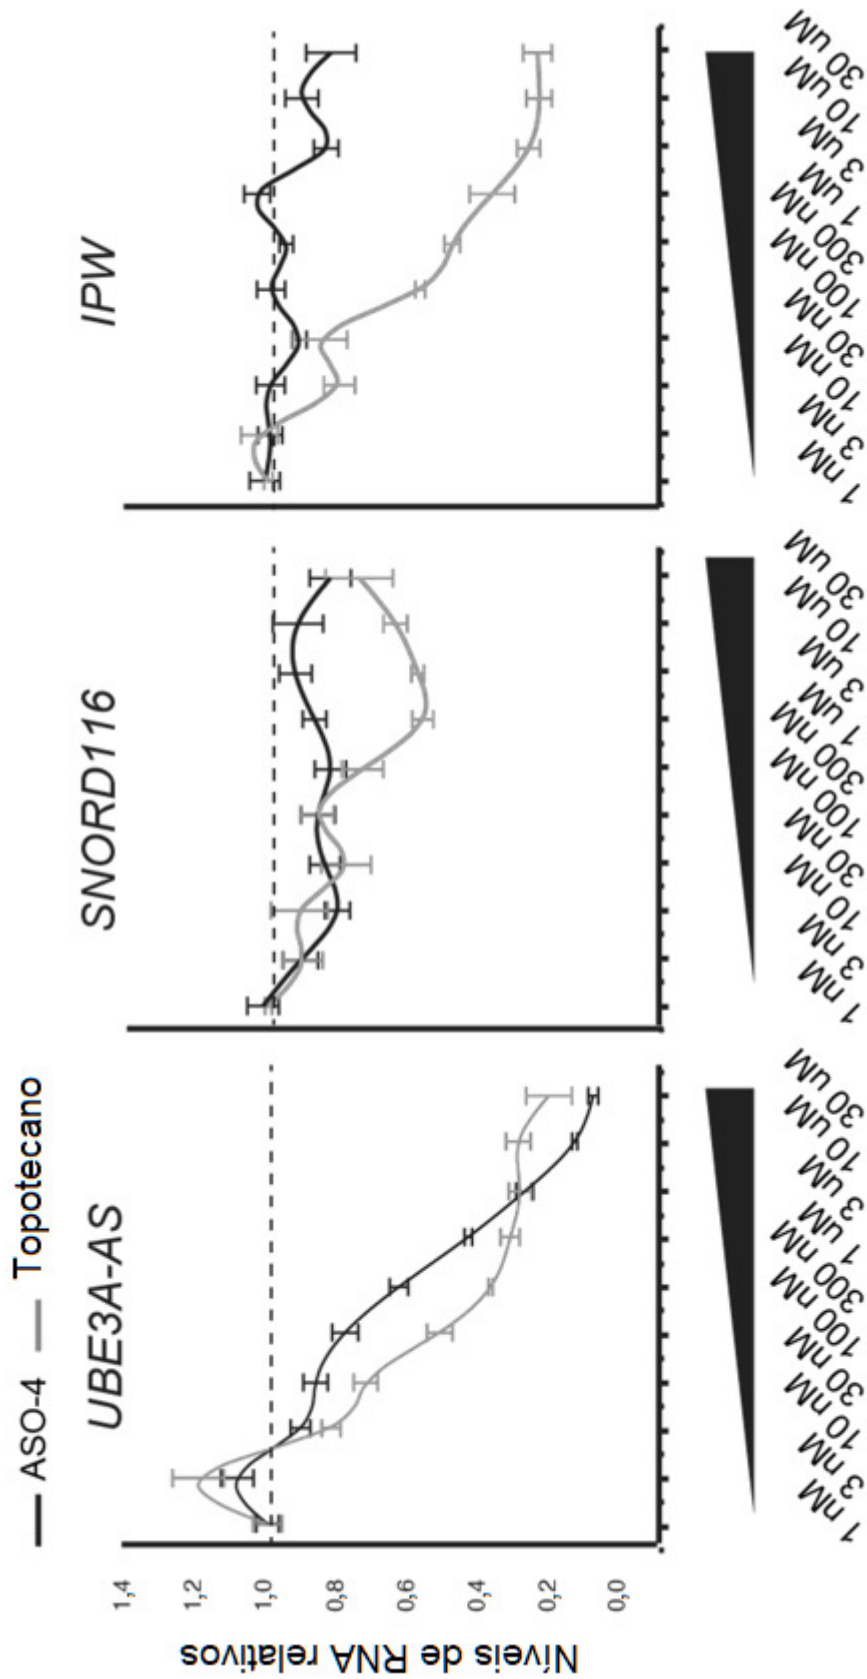 ASO-4 Topotecano
UBE3A-AS
SNORD116
IPW
Níveis de RNA relativos
1,4
1,2
1,0
0,8
0,6
0,4
0,2
0,0
1 nM 3 nM 10 nM 30 nM 100 nM 300 nM 1 uM 3 uM 10 uM 30 uM
1 nM 3 nM 10 nM 30 nM 100 nM 300 nM 1 uM 3 uM 10 uM 30 uM
1 nM 3 nM 10 nM 30 nM 100 nM 300 nM 1 uM 3 uM 10 uM 30 uM